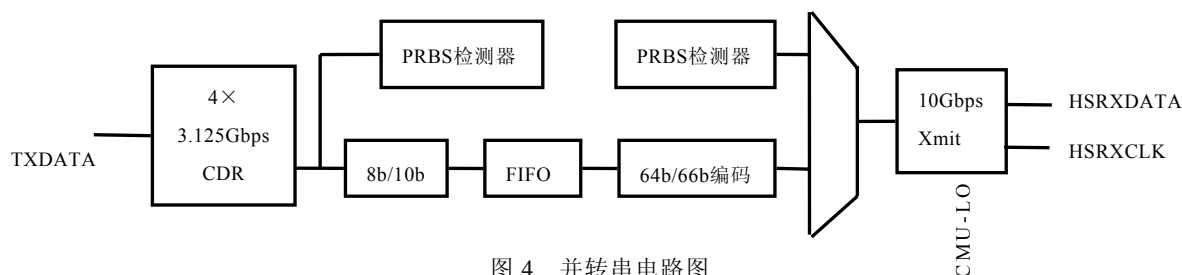 PRBS检测器
PRBS检测器
4×
3.125Gbps
CDR
TXDATA
8b/10b
FIFO
64b/66b编码
10Gbps
Xmit
HSRXDATA
HSRXCLK
CMU-LO
图 4 并转串电路图